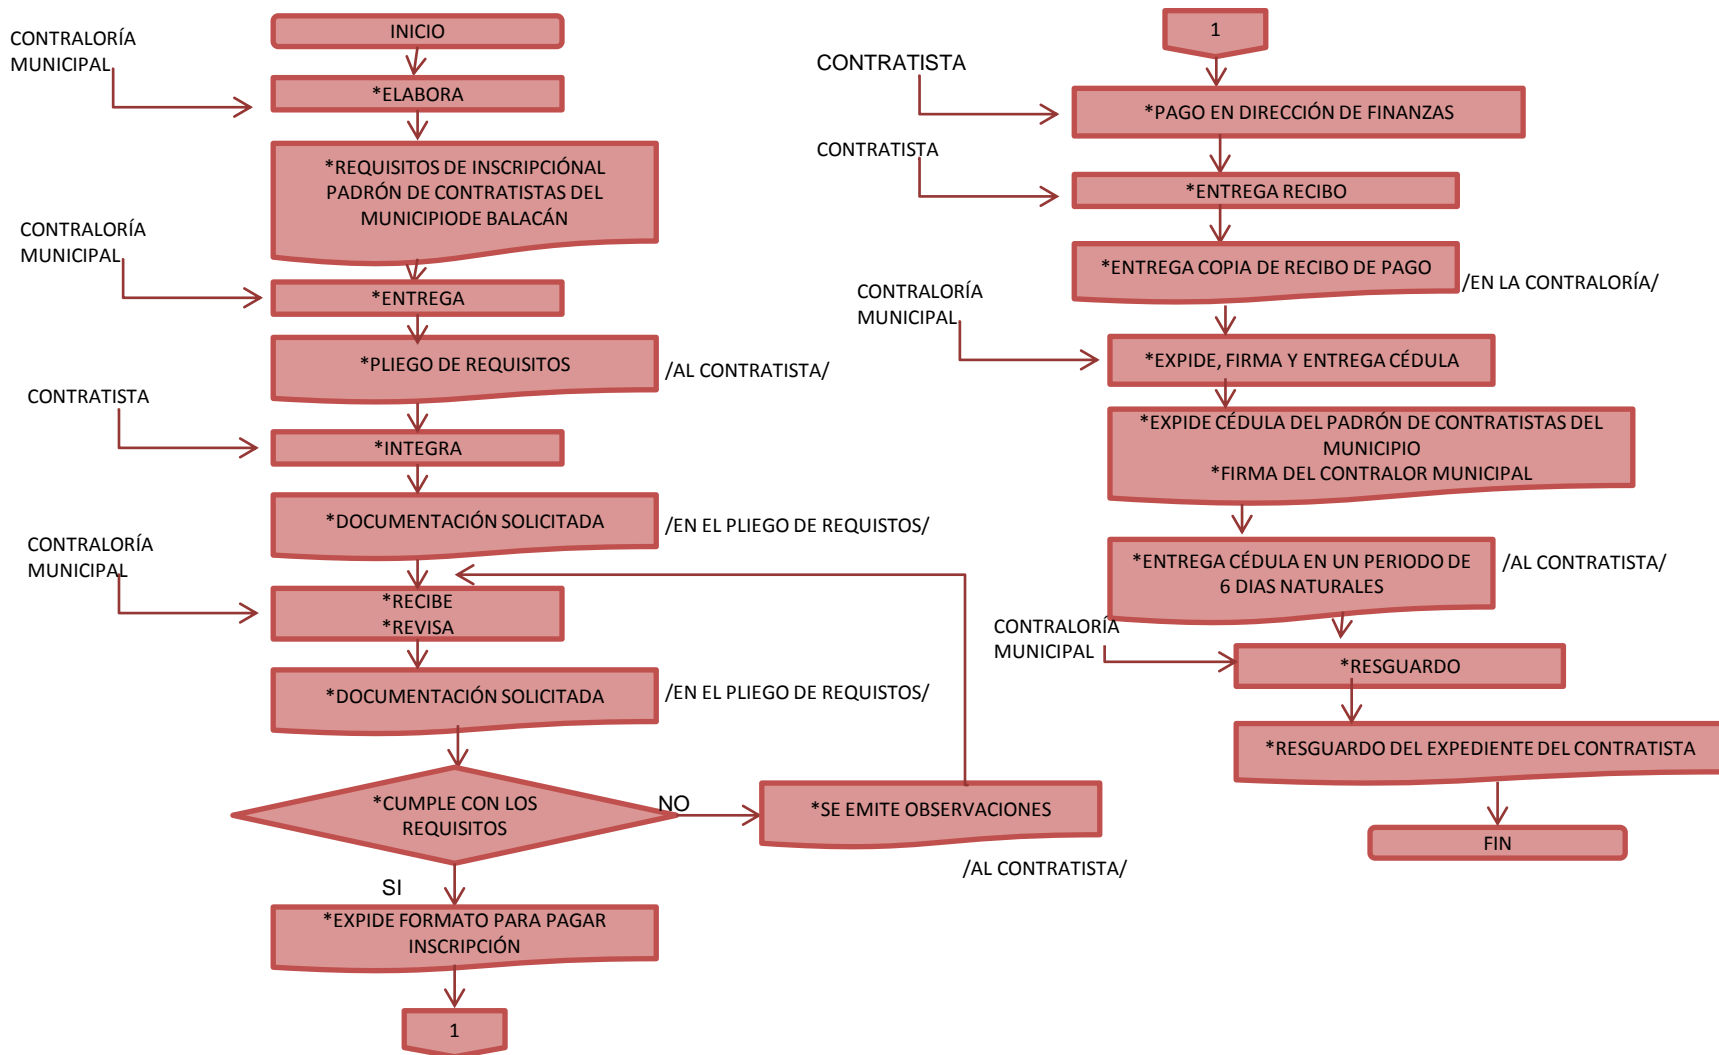 INICIO
CONTRALORÍA
MUNICIPAL
*ELABORA
*REQUISITOS DE INSCRIPCIÓNAL
PADRÓN DE CONTRATISTAS DEL
MUNICIPIODE BALACÁN
CONTRALORÍA
MUNICIPAL
*ENTREGA
*PLIEGO DE REQUISITOS
/AL CONTRATISTA/
CONTRATISTA
*INTEGRA
*DOCUMENTACIÓN SOLICITADA
/EN EL PLIEGO DE REQUISTOS/
CONTRALORÍA
MUNICIPAL
*RECIBE
*REVISA
*DOCUMENTACIÓN SOLICITADA
/EN EL PLIEGO DE REQUISTOS/
*CUMPLE CON LOS
REQUISITOS
NO
*SE EMITE OBSERVACIONES
/AL CONTRATISTA/
SI
*EXPIDE FORMATO PARA PAGAR
INSCRIPCIÓN
1
1
CONTRATISTA
*PAGO EN DIRECCIÓN DE FINANZAS
CONTRATISTA
*ENTREGA RECIBO
*ENTREGA COPIA DE RECIBO DE PAGO
/EN LA CONTRALORÍA/
CONTRALORÍA
MUNICIPAL
*EXPIDE, FIRMA Y ENTREGA CÉDULA
*EXPIDE CÉDULA DEL PADRÓN DE CONTRATISTAS DEL
MUNICIPIO
*FIRMA DEL CONTRALOR MUNICIPAL
*ENTREGA CÉDULA EN UN PERIODO DE
6 DIAS NATURALES
/AL CONTRATISTA/
CONTRALORÍA
MUNICIPAL
*RESGUARDO
*RESGUARDO DEL EXPEDIENTE DEL CONTRATISTA
FIN